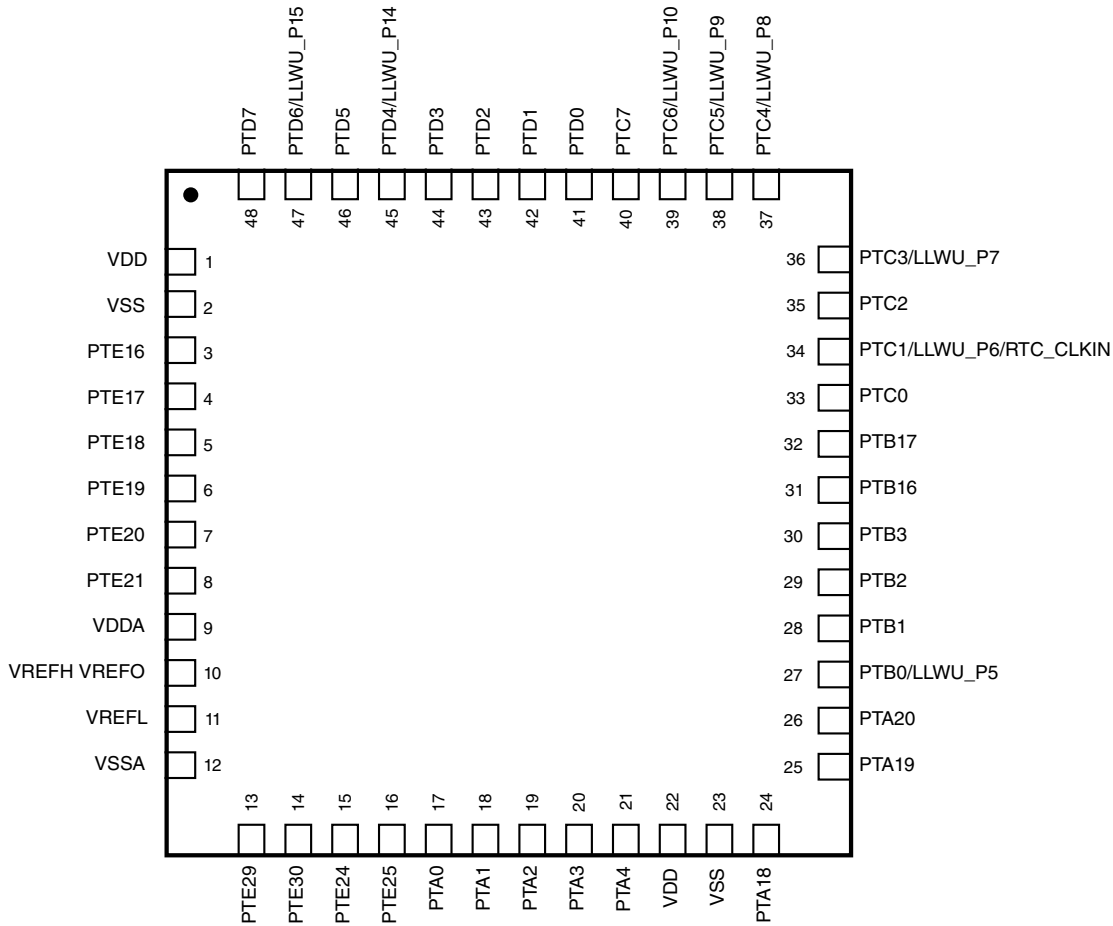 PTD7
PTD6/LLWU_P15
PTD5
PTD4/LLWU_P14
PTD3
PTD2
PTD1
PTD0
PTC7
PTC6/LLWU_P10
PTC5/LLWU_P9
PTC4/LLWU_P8
48
47
46
45
44
43
42
41
40
39
38
37
VDD 1
VSS 2
PTE16 3
PTE17 4
PTE18 5
PTE19 6
PTE20 7
PTE21 8
VDDA 9
VREFH VREFO 10
VREFL 11
VSSA 12
36 PTC3/LLWU_P7
35 PTC2
34 PTC1/LLWU_P6/RTC_CLKIN
33 PTC0
32 PTB17
31 PTB16
30 PTB3
29 PTB2
28 PTB1
27 PTB0/LLWU_P5
26 PTA20
25 PTA19
13
14
15
16
17
18
19
20
21
22
23
24
PTE29
PTE30
PTE24
PTE25
PTA0
PTA1
PTA2
PTA3
PTA4
VDD
VSS
PTA18